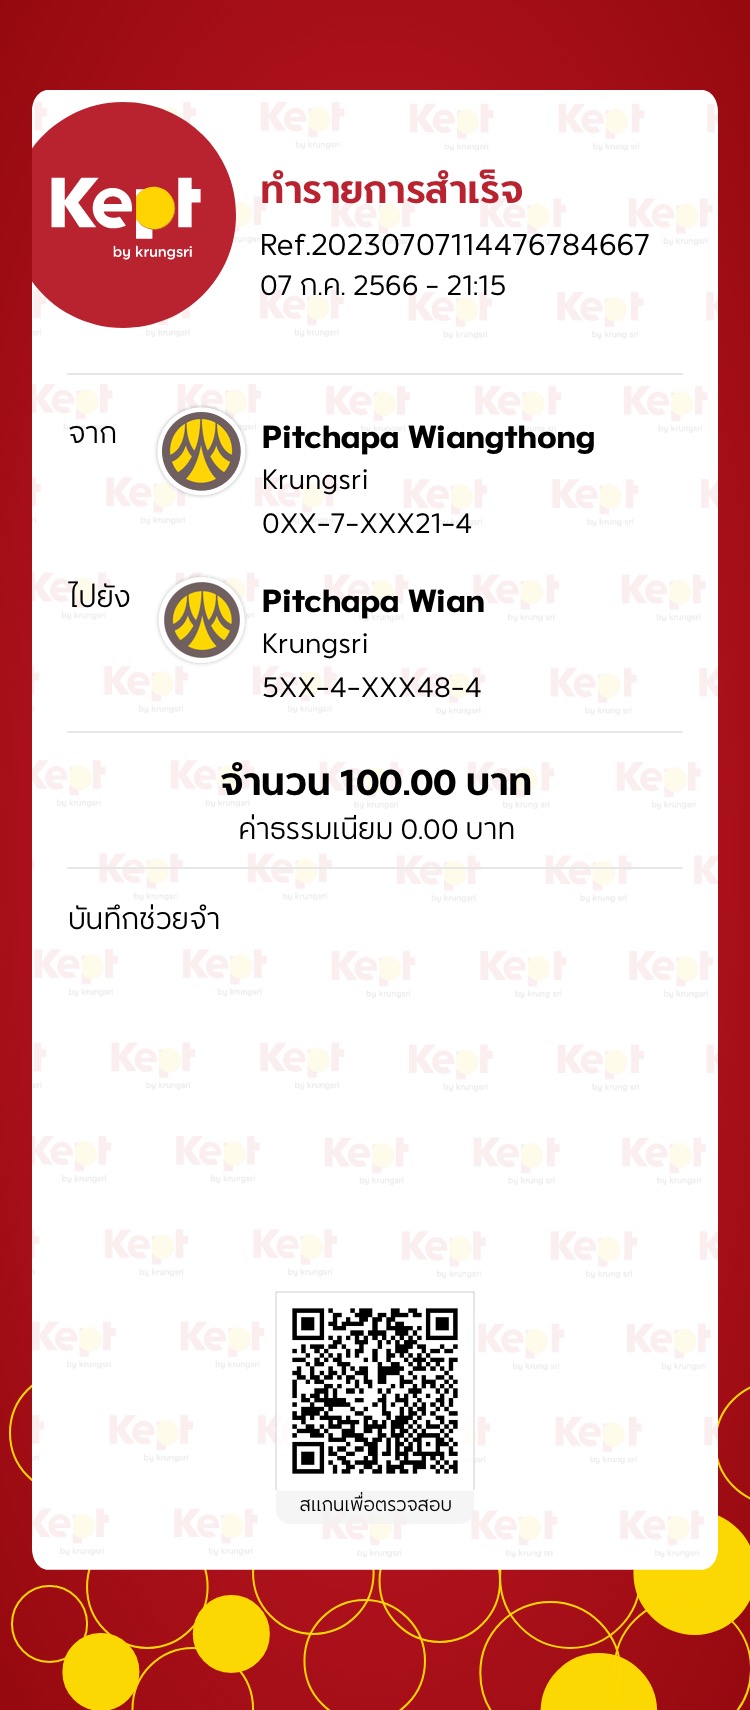 Kept
by krungsri
ทำรายการสำเร็จ
Ref.20230707114476784667
07 ก.ค. 2566 - 21:15
จาก
Pitchapa Wiangthong
Krungsri
0XX-7-XXX21-4
ไปยัง
Pitchapa Wian
Krungsri
5XX-4-XXX48-4
จำนวน 100.00 บาท
ค่าธรรมเนียม 0.00 บาท
บันทึกช่วยจำ
สแกนเพื่อตรวจสอบ